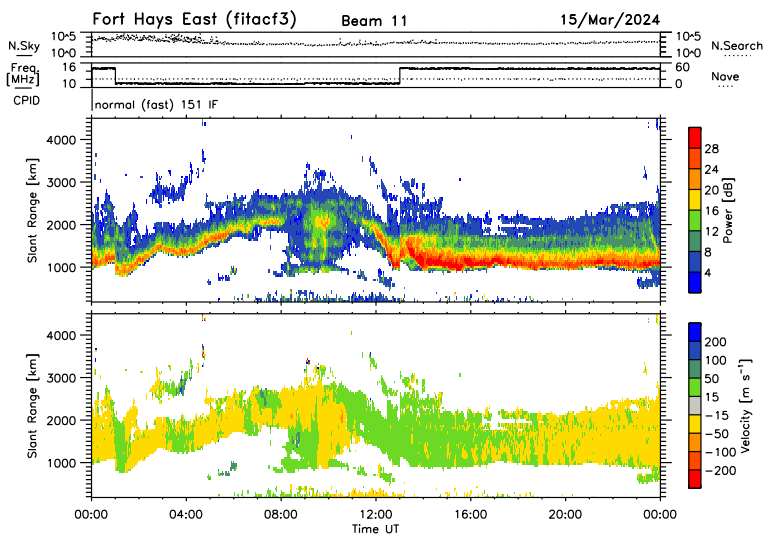 Fort Hays East (fitacf3) Beam 11 15/Mar/2024
N.Sky 10^5 10^0 10^5 10^0 N.Search
Freq. [MHz] 16 10 60 0 Nave
CPID normal (fast) 151 IF
Slant Range [km] 4000 3000 2000 1000
Power [dB] 28 24 20 16 12 8 4
Slant Range [km] 4000 3000 2000 1000
Velocity [m s⁻¹] 200 100 50 15 −15 −50 −100 −200
00:00 04:00 08:00 12:00 16:00 20:00 00:00
Time UT